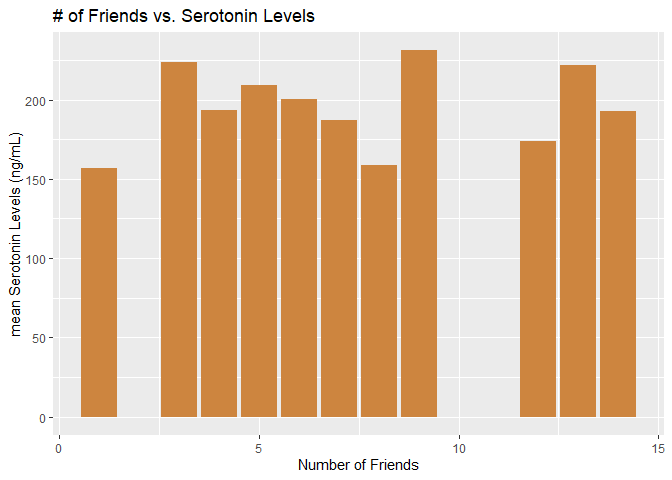 # of Friends vs. Serotonin Levels
mean Serotonin Levels (ng/mL)
200
150
100
50
0
0 5 10 15
Number of Friends